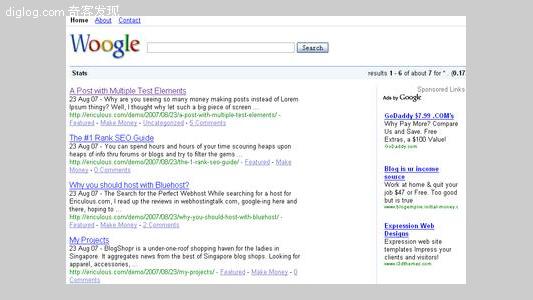 diglog.com 奇客发现
Home About Contact
Woogle
Search
Stats results 1 - 6 of about 7 for " . (0.17
Sponsored Links
A Post with Multiple Test Elements
23 Aug 07 - Why are you seeing so many money making posts instead of Lorem
Ipsum thingy? Well, I thought why let such a big piece of screen ...
http://ericulous.com/demo/2007/08/23/a-post-with-multiple-test-elements/ -
Featured - Make Money - Uncategorized - 5 Comments
The #1 Rank SEO Guide
23 Aug 07 - You can spend hours and hours of your time scouring heaps upon
heaps of info thru forums or blogs and try to filter the gems ...
http://ericulous.com/demo/2007/08/23/the-1-rank-seo-guide/ - Featured - Make
Money - 0 Comments
Why you should host with Bluehost?
23 Aug 07 - The Search for the Perfect Webhost While searching for a host for
Ericulous.com, I read up the reviews in webhostingtalk.com, google-ing here and
there, hoping to ...
http://ericulous.com/demo/2007/08/23/why-you-should-host-with-bluehost/ -
Featured - Make Money - 2 Comments
My Projects
23 Aug 07 - BlogShopr is a under-one-roof shopping haven for the ladies in
Singapore. It aggregates news from the best of Singapore blog shops. Looking for
apparel, accessories, ...
http://ericulous.com/demo/2007/08/23/my-projects/ - Featured - Make Money - 0
Comments
Ads by Google
GoDaddy $7.99 .COM's
Why Pay More? Compare
Us and Save. Free
Extras, a $100 Value!
GoDaddy.com
Blog is ur income
source
Work at home & quit your
job $47 or Free. Too good
but is true
www.blogempire.initial-money.c
Expression Web
Designs
Expression web site
templates Impress your
clients and visitors!